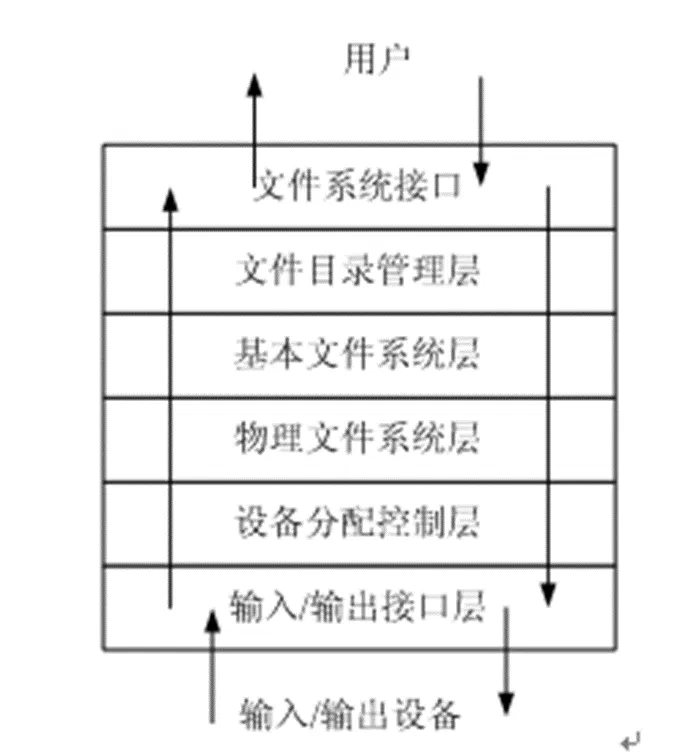 用户
文件系统接口
文件目录管理层
基本文件系统层
物理文件系统层
设备分配控制层
输入/输出接口层
输入/输出设备